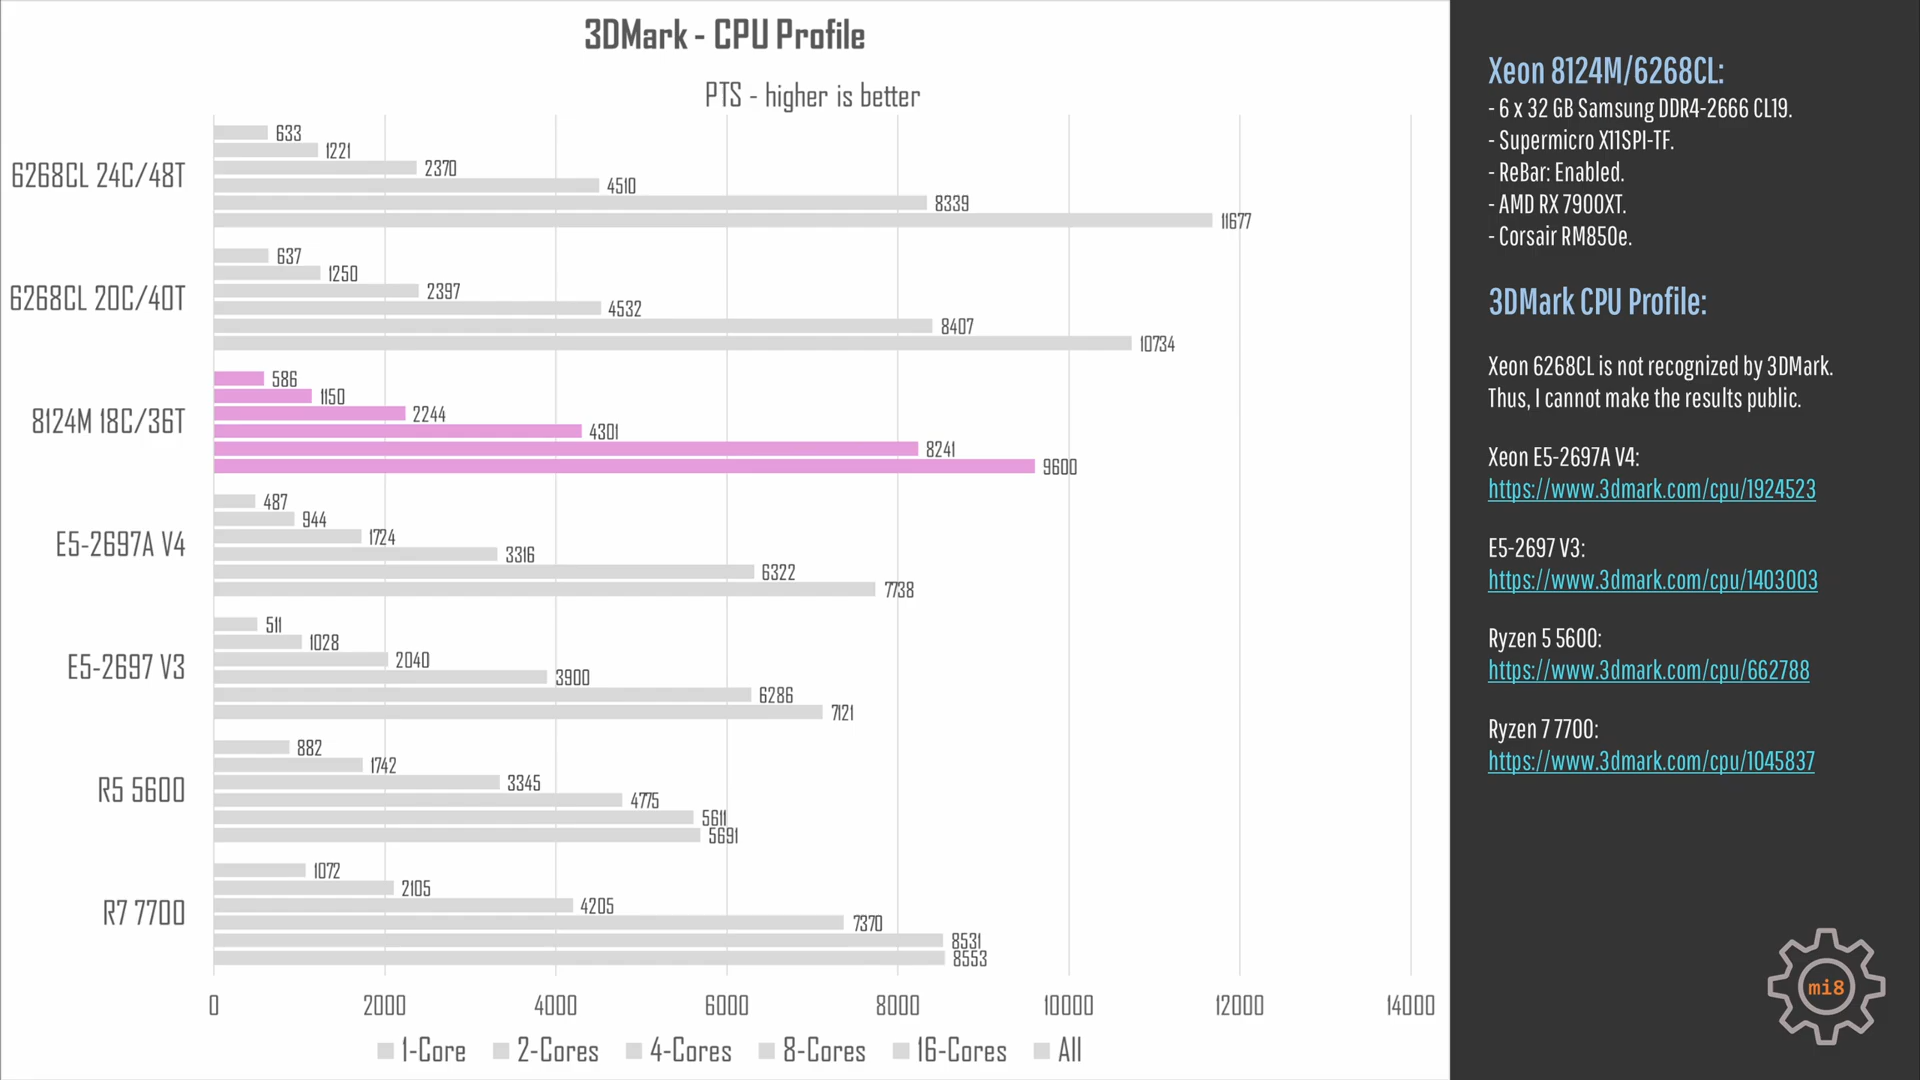 3DMark - CPU Profile
PTS - higher is better
6268CL 24C/48T
633
1221
2370
4510
8339
11677
6268CL 20C/40T
637
1250
2397
4532
8407
10734
8124M 18C/36T
586
1150
2244
4301
8241
9600
E5-2697A V4
487
944
1724
3316
6322
7738
E5-2697 V3
511
1028
2040
3900
6286
7121
R5 5600
882
1742
3345
4775
5611
5691
R7 7700
1072
2105
4205
7370
8531
8553
0 2000 4000 6000 8000 10000 12000 14000
1-Core 2-Cores 4-Cores 8-Cores 16-Cores All
Xeon 8124M/6268CL:
- 6 x 32 GB Samsung DDR4-2666 CL19.
- Supermicro X11SPI-TF.
- ReBar: Enabled.
- AMD RX 7900XT.
- Corsair RM850e.
3DMark CPU Profile:
Xeon 6268CL is not recognized by 3DMark.
Thus, I cannot make the results public.
Xeon E5-2697A V4:
https://www.3dmark.com/cpu/1924523
E5-2697 V3:
https://www.3dmark.com/cpu/1403003
Ryzen 5 5600:
https://www.3dmark.com/cpu/662788
Ryzen 7 7700:
https://www.3dmark.com/cpu/1045837
mi8